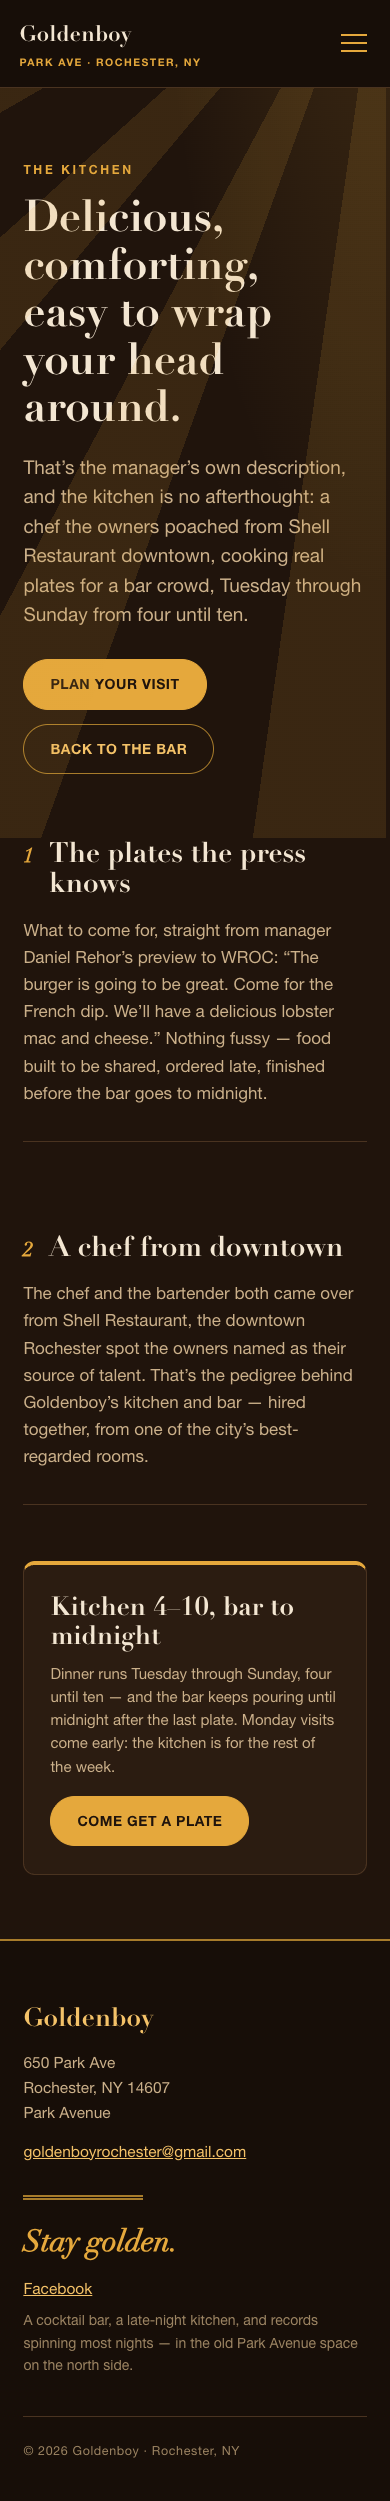 Goldenboy
PARK AVE · ROCHESTER, NY
THE KITCHEN
Delicious,
comforting,
easy to wrap
your head
around.
That’s the manager’s own description,
and the kitchen is no afterthought: a
chef the owners poached from Shell
Restaurant downtown, cooking real
plates for a bar crowd, Tuesday through
Sunday from four until ten.
PLAN YOUR VISIT
BACK TO THE BAR
1 The plates the press
knows
What to come for, straight from manager
Daniel Rehor’s preview to WROC: “The
burger is going to be great. Come for the
French dip. We’ll have a delicious lobster
mac and cheese.” Nothing fussy — food
built to be shared, ordered late, finished
before the bar goes to midnight.
2 A chef from downtown
The chef and the bartender both came over
from Shell Restaurant, the downtown
Rochester spot the owners named as their
source of talent. That’s the pedigree behind
Goldenboy’s kitchen and bar — hired
together, from one of the city’s best-
regarded rooms.
Kitchen 4–10, bar to
midnight
Dinner runs Tuesday through Sunday, four
until ten — and the bar keeps pouring until
midnight after the last plate. Monday visits
come early: the kitchen is for the rest of
the week.
COME GET A PLATE
Goldenboy
650 Park Ave
Rochester, NY 14607
Park Avenue
goldenboyrochester@gmail.com
Stay golden.
Facebook
A cocktail bar, a late-night kitchen, and records
spinning most nights — in the old Park Avenue space
on the north side.
© 2026 Goldenboy · Rochester, NY